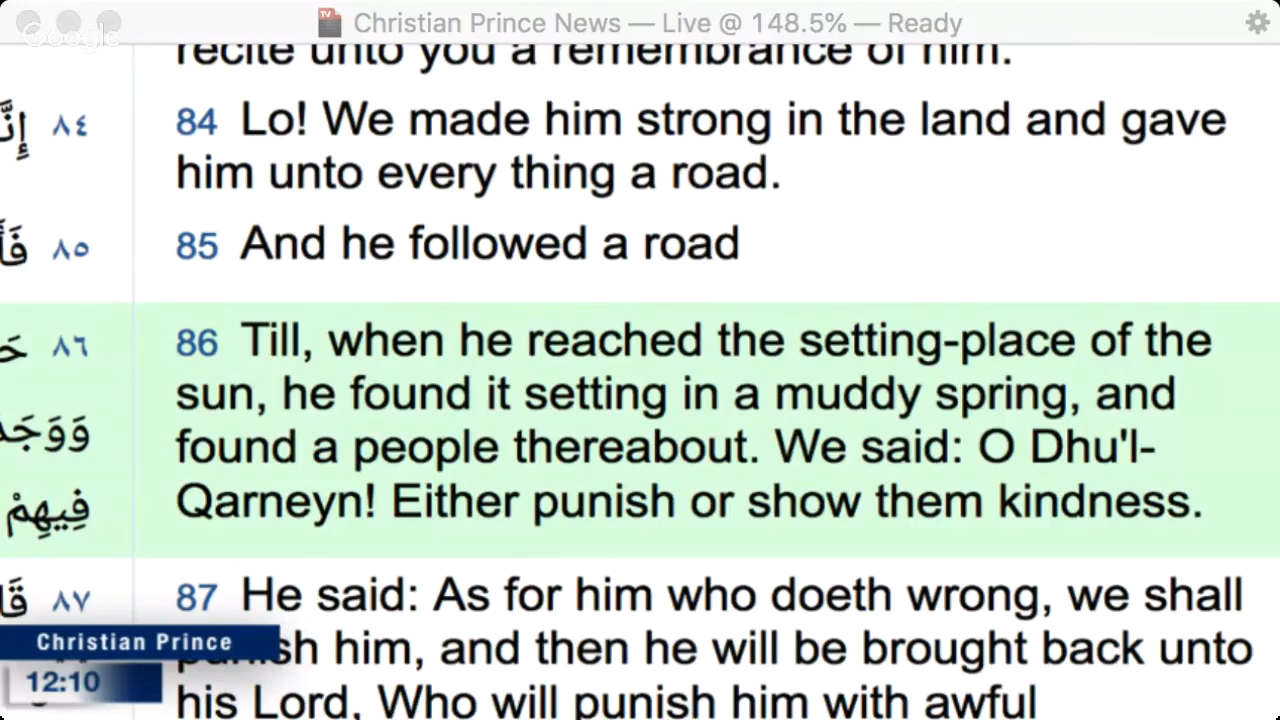 Christian Prince News — Live @ 148.5% — Ready
Google
recite unto you a remembrance of him.
84 Lo! We made him strong in the land and gave
him unto every thing a road.
85 And he followed a road
86 Till, when he reached the setting-place of the
sun, he found it setting in a muddy spring, and
found a people thereabout. We said: O Dhu'l-
Qarneyn! Either punish or show them kindness.
87 He said: As for him who doeth wrong, we shall
punish him, and then he will be brought back unto
his Lord, Who will punish him with awful
٨٤
٨٥
٨٦
فِيهِمْ
٨٧
Christian Prince
12:10